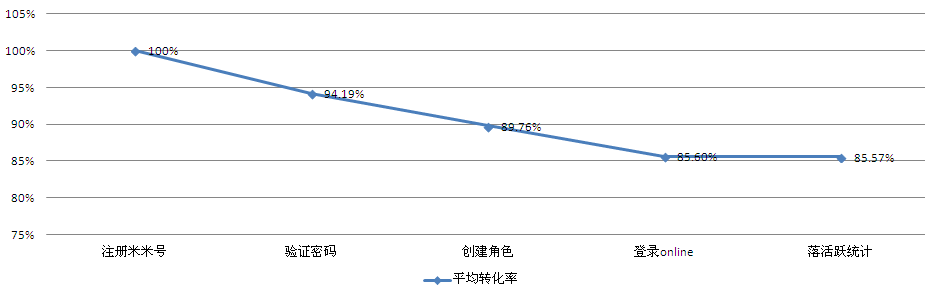 105%
100%
100%
95%
94.19%
90%
89.76%
85%
85.60%
85.57%
80%
75%
注册米米号
验证密码
创建角色
登录online
落活跃统计
平均转化率